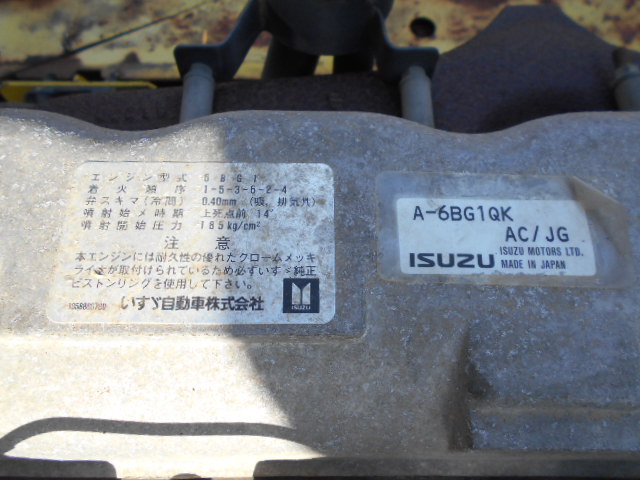 エンジン型式 6BG1
着火順序 1-5-3-6-2-4
弁スキマ(冷間) 0.40mm (吸、排気共)
噴射始メ時期 上死点前 14°
噴射開始圧力 185kg/cm²
注意
本エンジンには耐久性の優れたクロームメッキ
ライナが取付けられているため必ずいすゞ純正
ピストンリングを使用して下さい。
いすゞ自動車株式会社
ISUZU
A-6BG1QK
AC/JG
ISUZU
ISUZU MOTORS LTD.
MADE IN JAPAN